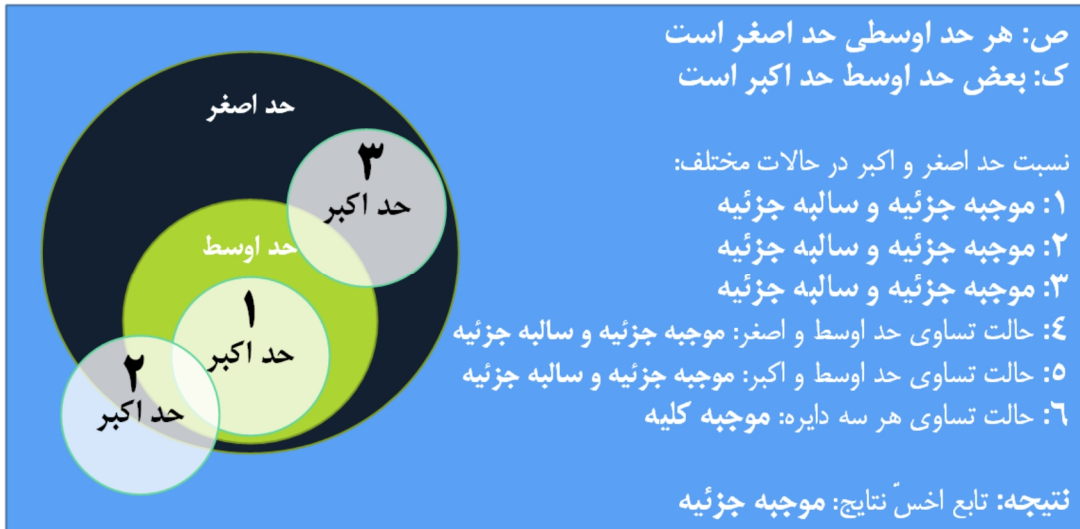 ص: هر حد اوسطی حد اصغر است
ک: بعض حد اوسط حد اکبر است
نسبت حد اصغر و اکبر در حالات مختلف:
۱: موجبه جزئیه و سالبه جزئیه
۲: موجبه جزئیه و سالبه جزئیه
۳: موجبه جزئیه و سالبه جزئیه
٤: حالت تساوی حد اوسط و اصغر: موجبه جزئیه و سالبه جزئیه
٥: حالت تساوی حد اوسط و اکبر: موجبه جزئیه و سالبه جزئیه
٦: حالت تساوی هر سه دایره: موجبه کلیه
نتیجه: تابع اخسّ نتایج: موجبه جزئیه
حد اصغر
۳
حد اکبر
حد اوسط
۱
حد اکبر
۲
حد اکبر